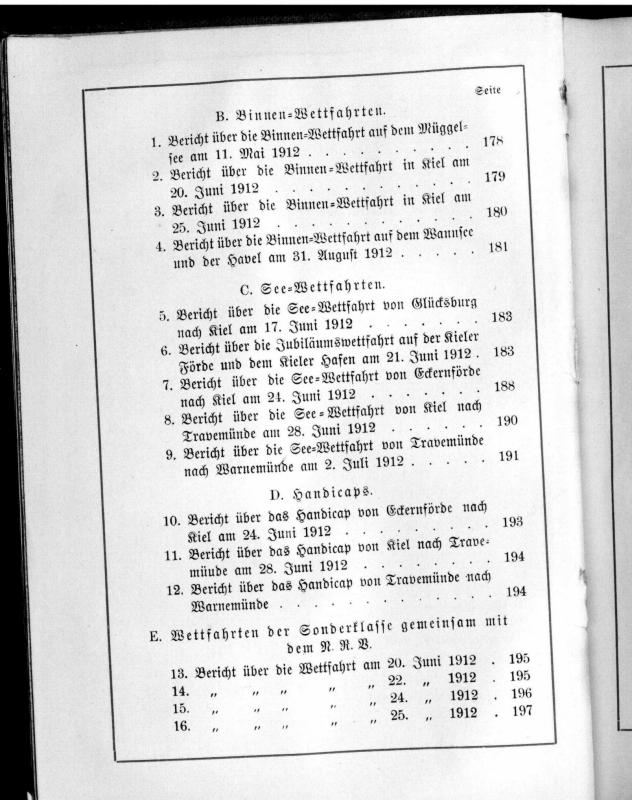 Seite
B. Binnen-Wettfahrten.
1. Bericht über die Binnen-Wettfahrt auf dem Müggel-
see am 11. Mai 1912 . . . . . . . . . 178
2. Bericht über die Binnen-Wettfahrt in Kiel am
20. Juni 1912 . . . . . . . . . . . 179
3. Bericht über die Binnen-Wettfahrt in Kiel am
25. Juni 1912 . . . . . . . . . . . 180
4. Bericht über die Binnen-Wettfahrt auf dem Wannsee
und der Havel am 31. August 1912 . . . . . 181
C. See-Wettfahrten.
5. Bericht über die See-Wettfahrt von Glücksburg
nach Kiel am 17. Juni 1912 . . . . . . . 183
6. Bericht über die Jubiläumswettfahrt auf der Kieler
Förde und dem Kieler Hafen am 21. Juni 1912 . 183
7. Bericht über die See-Wettfahrt von Eckernförde
nach Kiel am 24. Juni 1912 . . . . . . . 188
8. Bericht über die See-Wettfahrt von Kiel nach
Travemünde am 28. Juni 1912 . . . . . . 190
9. Bericht über die See-Wettfahrt von Travemünde
nach Warnemünde am 2. Juli 1912 . . . . . 191
D. Handicaps.
10. Bericht über das Handicap von Eckernförde nach
Kiel am 24. Juni 1912 . . . . . . . . 193
11. Bericht über das Handicap von Kiel nach Trave-
münde am 28. Juni 1912 . . . . . . . 194
12. Bericht über das Handicap von Travemünde nach
Warnemünde . . . . . . . . . . . 194
E. Wettfahrten der Sonderklasse gemeinsam mit
dem N. R. V.
13. Bericht über die Wettfahrt am 20. Juni 1912 . 195
14. „ „ „ „ „ 22. „ 1912 . 195
15. „ „ „ „ „ 24. „ 1912 . 196
16. „ „ „ „ „ 25. „ 1912 . 197